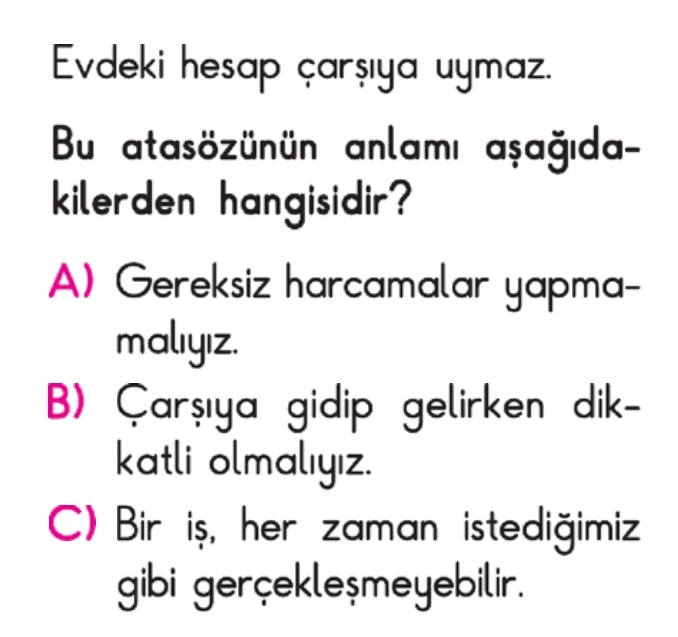 Evdeki hesap çarşıya uymaz.
Bu atasözünün anlamı aşağıda-
kilerden hangisidir?
A) Gereksiz harcamalar yapma-
malıyız.
B) Çarşıya gidip gelirken dik-
katli olmalıyız.
C) Bir iş, her zaman istediğimiz
gibi gerçekleşmeyebilir.